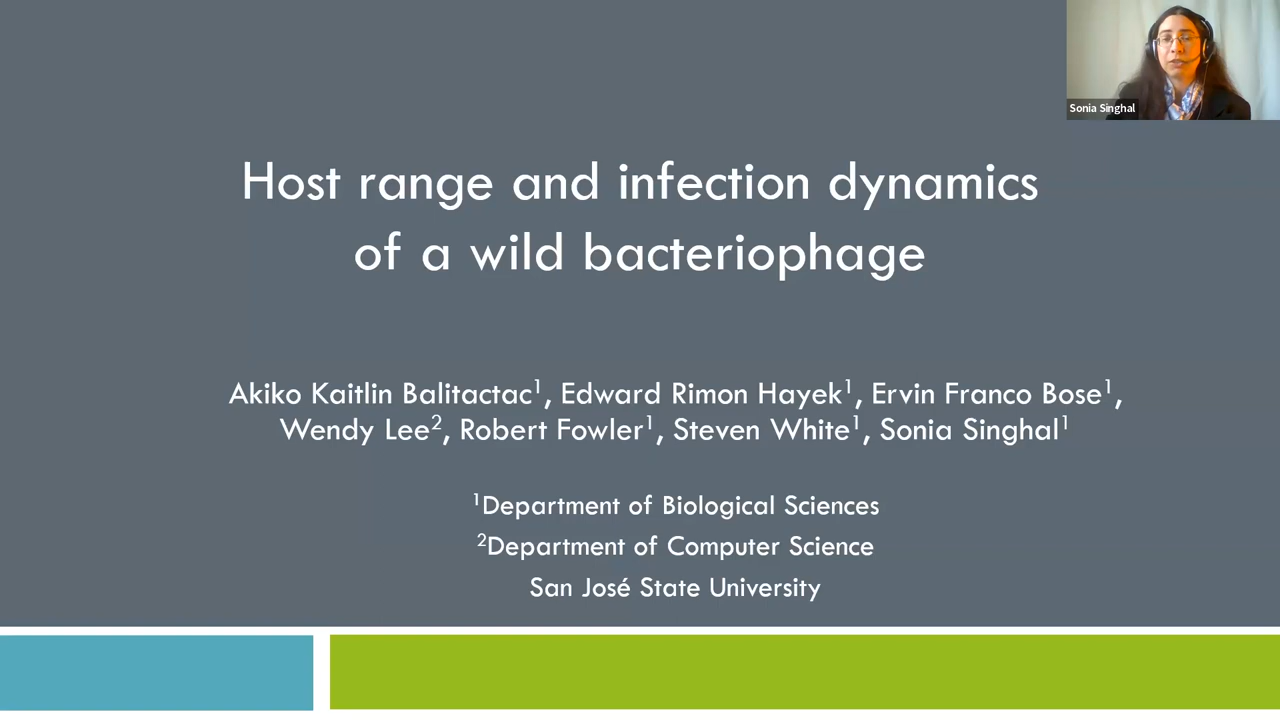 Sonia Singhal
Host range and infection dynamics
of a wild bacteriophage
Akiko Kaitlin Balitactac¹, Edward Rimon Hayek¹, Ervin Franco Bose¹,
Wendy Lee², Robert Fowler¹, Steven White¹, Sonia Singhal¹
¹Department of Biological Sciences
²Department of Computer Science
San José State University